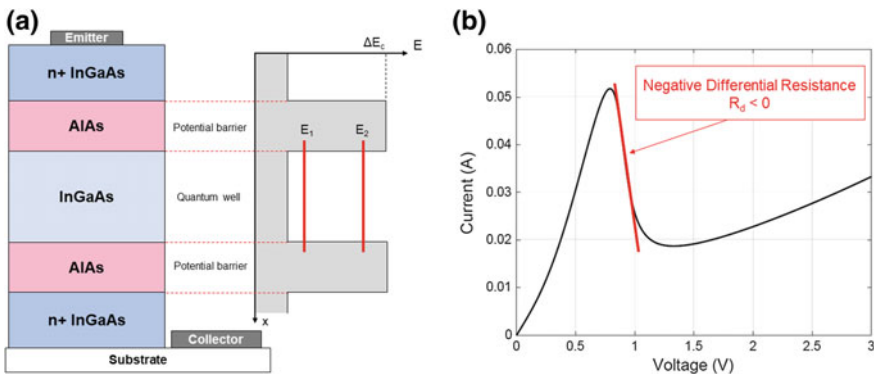 (a)
Emitter
n+ InGaAs
AlAs
InGaAs
AlAs
n+ InGaAs
Collector
Substrate
Potential barrier
Quantum well
Potential barrier
ΔEc
E
E1
E2
x
(b)
0.06
0.05
0.04
0.03
0.02
0.01
0
Current (A)
Negative Differential Resistance
Rd < 0
0
0.5
1
1.5
2
2.5
3
Voltage (V)